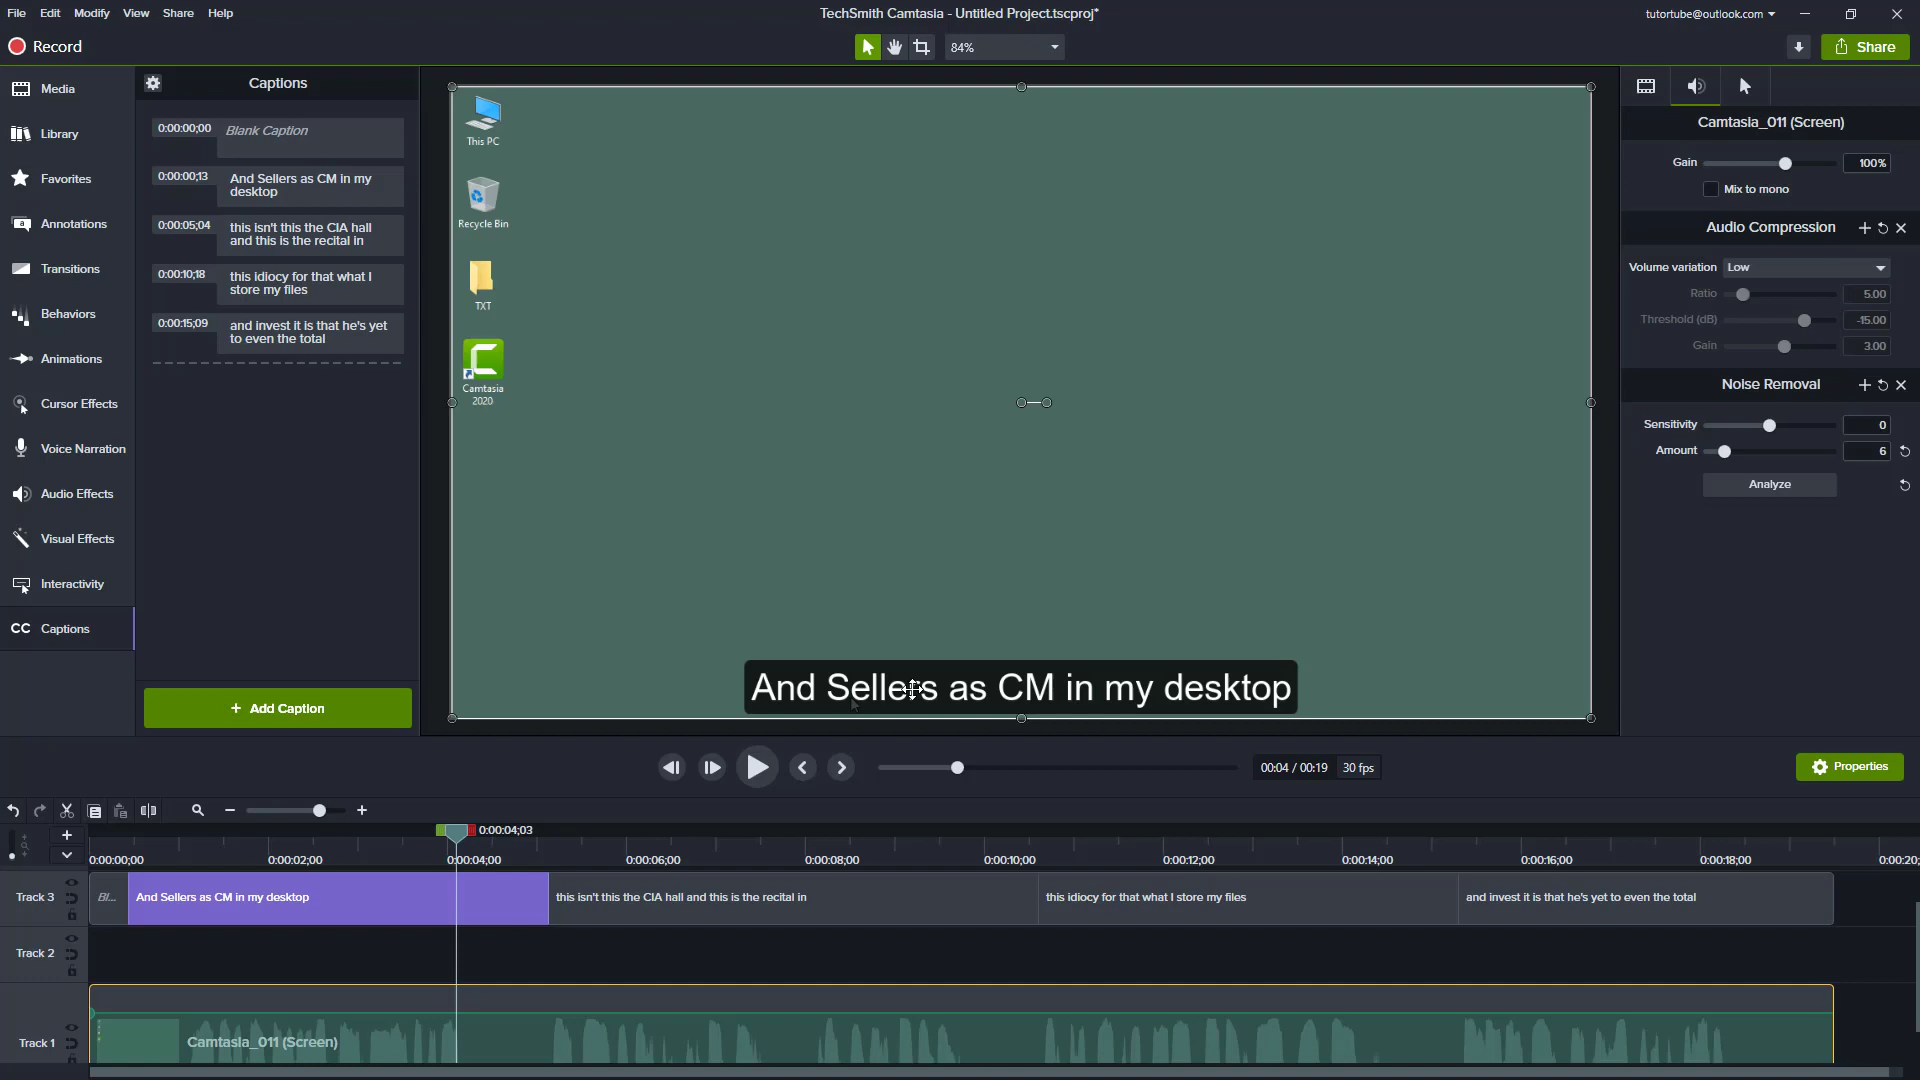 File Edit Modify View Share Help
TechSmith Camtasia - Untitled Project.tscproj*
tutortube@outlook.com
Record
84%
Share
Media
Library
Favorites
a Annotations
Transitions
Behaviors
Animations
Cursor Effects
Voice Narration
Audio Effects
Visual Effects
Interactivity
CC Captions
Captions
0:00:00;00 Blank Caption
0:00:00;13 And Sellers as CM in my
desktop
0:00:05;04 this isn't this the CIA hall
and this is the recital in
0:00:10;18 this idiocy for that what I
store my files
0:00:15;09 and invest it is that he's yet
to even the total
+ Add Caption
This PC
Recycle Bin
TXT
Camtasia
2020
And Sellers as CM in my desktop
Camtasia_011 (Screen)
Gain 100%
Mix to mono
Audio Compression
Volume variation Low
Ratio 5.00
Threshold (dB) -15.00
Gain 3.00
Noise Removal
Sensitivity 0
Amount 6
Analyze
00:04 / 00:19 30 fps
Properties
0:00:04;03
0:00:00;00 0:00:02;00 0:00:04;00 0:00:06;00 0:00:08;00 0:00:10;00 0:00:12;00 0:00:14;00 0:00:16;00 0:00:18;00 0:00:20;
Track 3 Bl... And Sellers as CM in my desktop this isn't this the CIA hall and this is the recital in this idiocy for that what I store my files and invest it is that he's yet to even the total
Track 2
Track 1 Camtasia_011 (Screen)